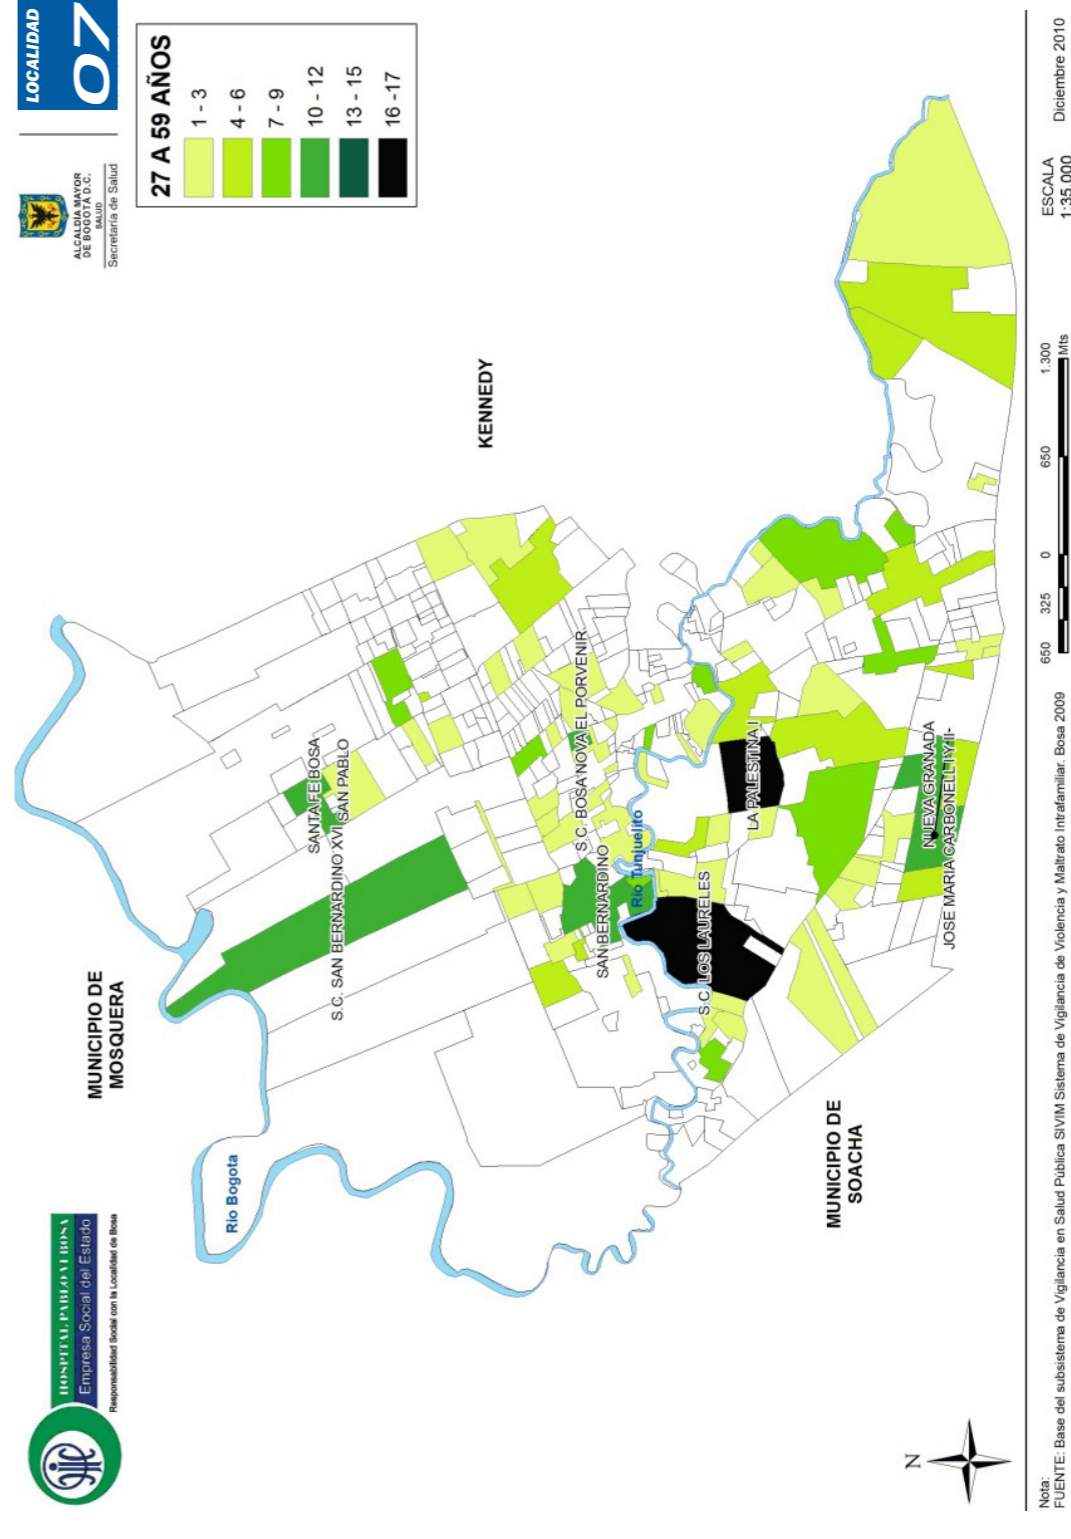 HOSPITAL PABLO VI BOSA
Empresa Social del Estado
Responsabilidad Social con la Localidad de Bosa
ALCALDÍA MAYOR
DE BOGOTÁ D.C.
SALUD
Secretaría de Salud
LOCALIDAD
07
27 A 59 AÑOS
1 - 3
4 - 6
7 - 9
10 - 12
13 - 15
16 -17
MUNICIPIO DE
MOSQUERA
Rio Bogota
SANTA FE BOSA
SAN PABLO
S.C. SAN BERNARDINO XVI
KENNEDY
S.C. BOSA NOVA EL PORVENIR
SAN BERNARDINO
Rio Tunjuelito
S.C. LOS LAURELES
LA PALESTINA I
MUNICIPIO DE
SOACHA
NUEVA GRANADA
JOSE MARIA CARBONELL I Y II-
N
Nota:
FUENTE: Base del subsistema de Vigilancia en Salud Pública SIVIM Sistema de Vigilancia de Violencia y Maltrato Intrafamiliar. Bosa 2009
650 325 0 650 1.300
Mts
ESCALA
1:35.000
Diciembre 2010